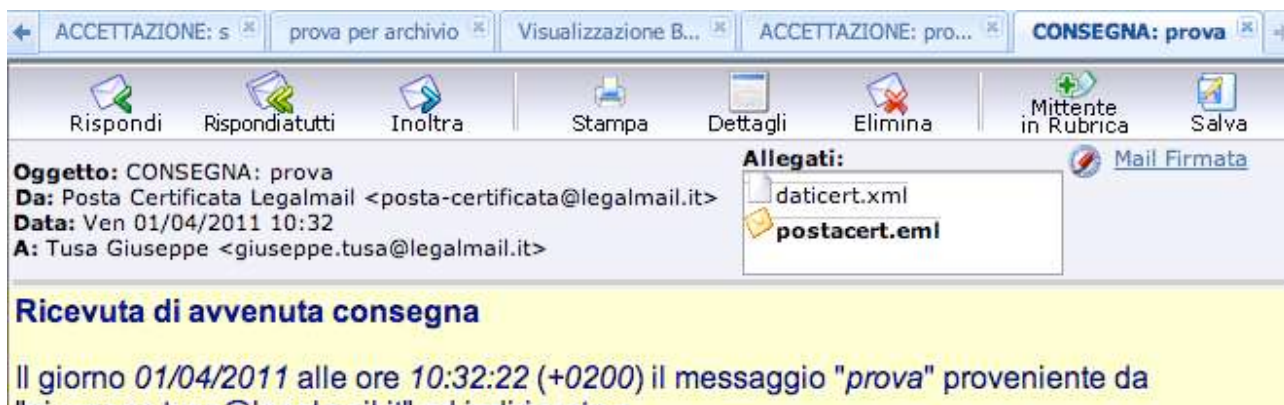 ACCETTAZIONE: s
prova per archivio
Visualizzazione B...
ACCETTAZIONE: pro...
CONSEGNA: prova
Rispondi
Rispondiatutti
Inoltra
Stampa
Dettagli
Elimina
Mittente
in Rubrica
Salva
Oggetto: CONSEGNA: prova
Da: Posta Certificata Legalmail <posta-certificata@legalmail.it>
Data: Ven 01/04/2011 10:32
A: Tusa Giuseppe <giuseppe.tusa@legalmail.it>
Allegati:
daticert.xml
postacert.eml
Mail Firmata
Ricevuta di avvenuta consegna
Il giorno 01/04/2011 alle ore 10:32:22 (+0200) il messaggio "prova" proveniente da